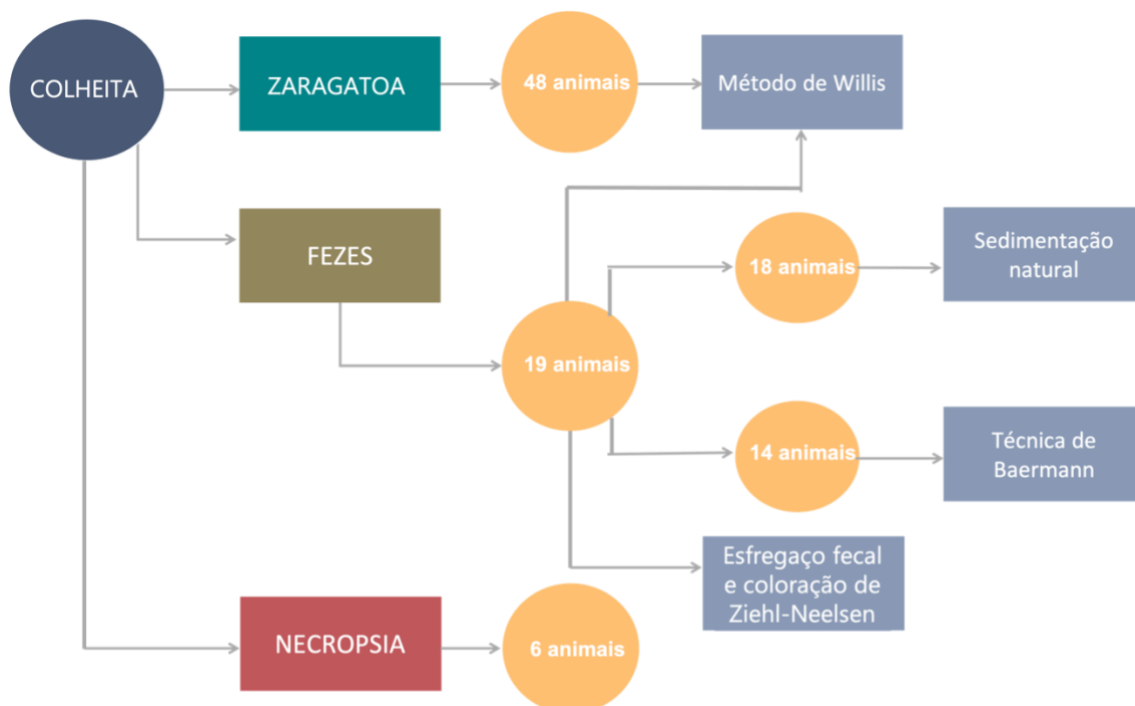 COLHEITA
ZARAGATOA
48 animais
Método de Willis
FEZES
19 animais
18 animais
Sedimentação
natural
14 animais
Técnica de
Baermann
Esfregaço fecal
e coloração de
Ziehl-Neelsen
NECROPSIA
6 animais